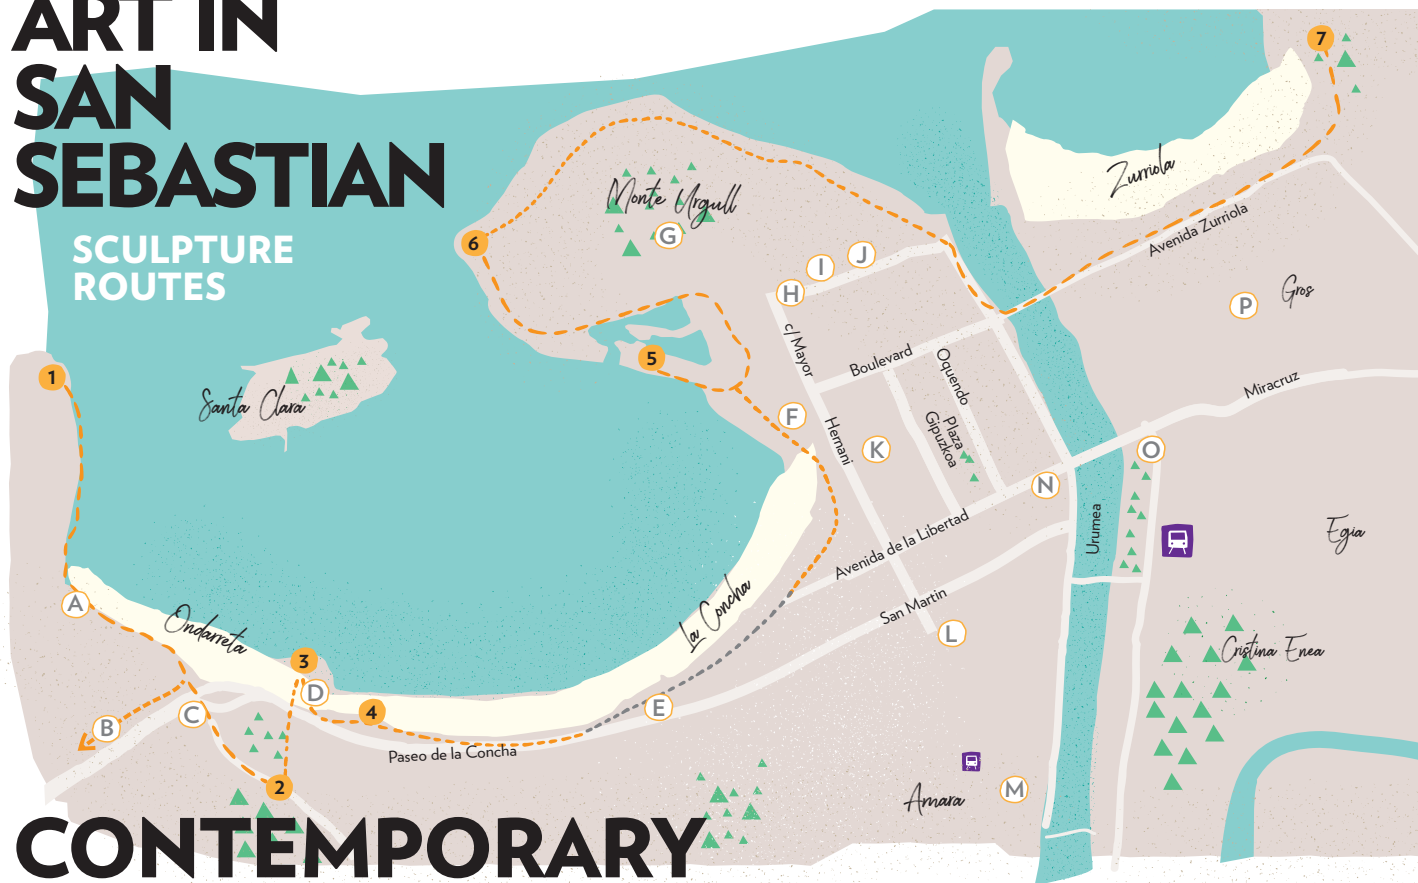 ART IN
SAN
SEBASTIAN
SCULPTURE
ROUTES
7
Zurriola
Monte Urgull
G
6
Avenida Zurriola
I
J
H
P
Gros
c/Mayor
Boulevard
Oquendo
5
1
Santa Clara
Miracruz
F
Hernani
K
Plaza
Gipuzkoa
O
N
Avenida de la Libertad
Urumea
Egia
A
Ondarreta
La Concha
San Martin
L
Cristina Enea
3
D
4
E
B
C
Paseo de la Concha
2
Amara
M
CONTEMPORARY